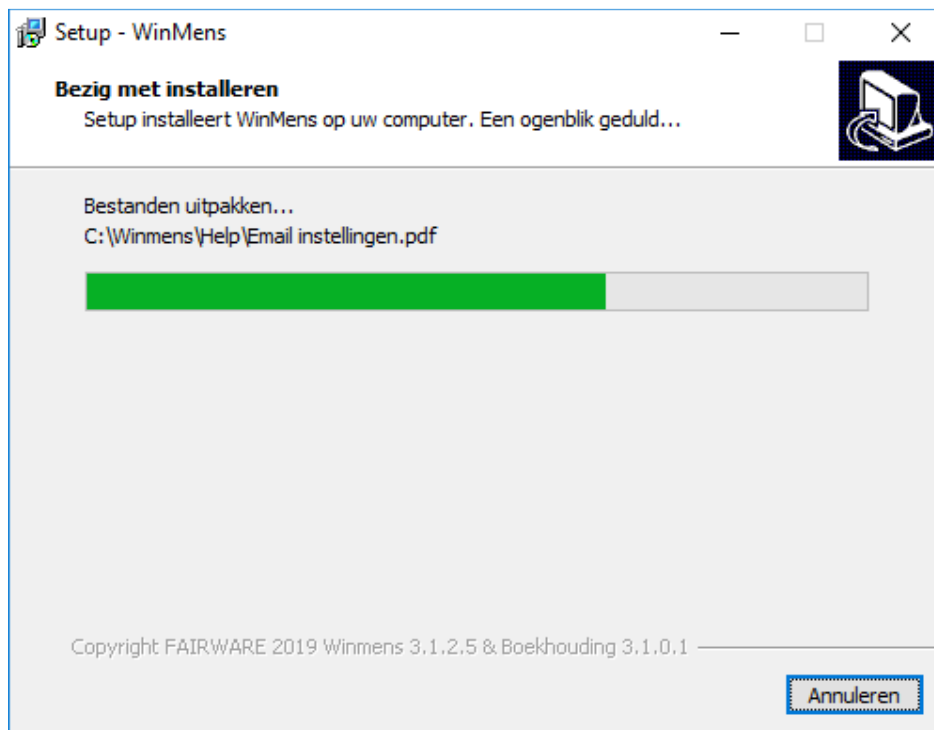 Setup - WinMens
Bezig met installeren
Setup installeert WinMens op uw computer. Een ogenblik geduld...
Bestanden uitpakken...
C:\Winmens\Help\Email instellingen.pdf
Copyright FAIRWARE 2019 Winmens 3.1.2.5 & Boekhouding 3.1.0.1
Annuleren